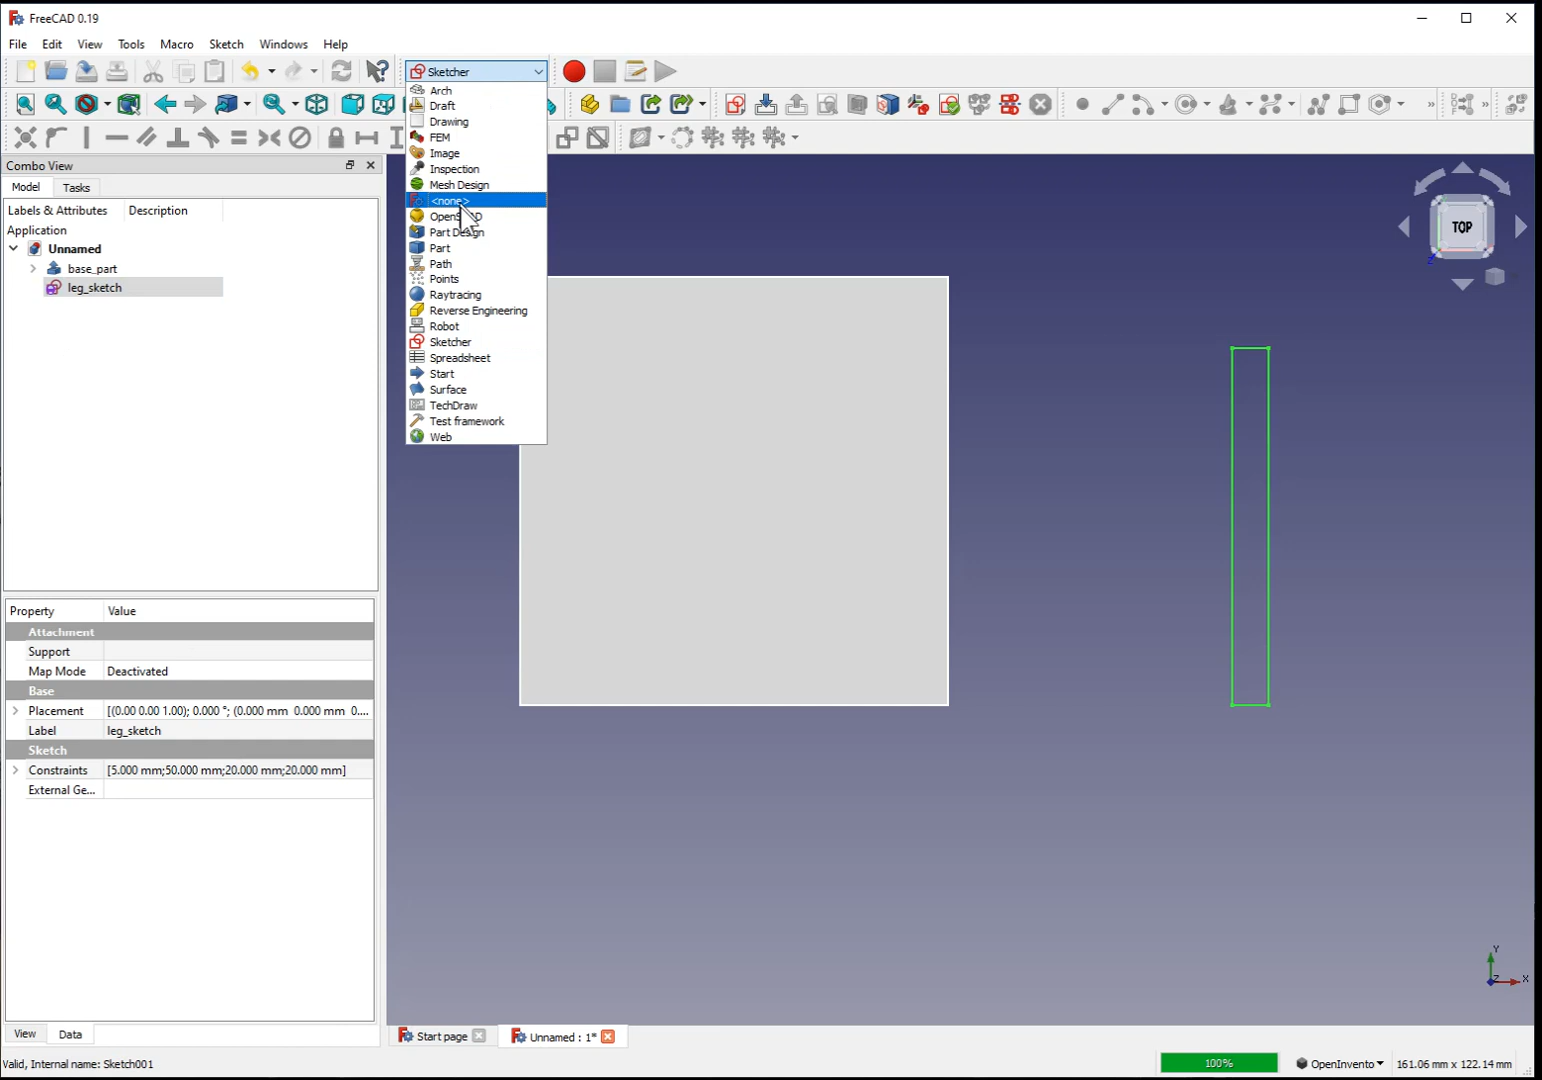 FreeCAD 0.19
File Edit View Tools Macro Sketch Windows Help
Sketcher
Arch
Draft
Drawing
FEM
Image
Inspection
Mesh Design
<none>
Part Design
Part
Path
Points
Raytracing
Reverse Engineering
Robot
Sketcher
Spreadsheet
Start
Surface
TechDraw
Test framework
Web
Combo View
Model Tasks
Labels & Attributes Description
Application
Unnamed
base_part
leg_sketch
Property Value
Attachment
Support
Map Mode Deactivated
Base
Placement [(0.00 0.00 1.00); 0.000 °; (0.000 mm 0.000 mm 0....
Label leg_sketch
Sketch
Constraints [5.000 mm;50.000 mm;20.000 mm;20.000 mm]
External Ge...
View Data
TOP
Y
Z
X
Start page Unnamed : 1*
Valid, Internal name: Sketch001
100% OpenInvento 161.06 mm x 122.14 mm